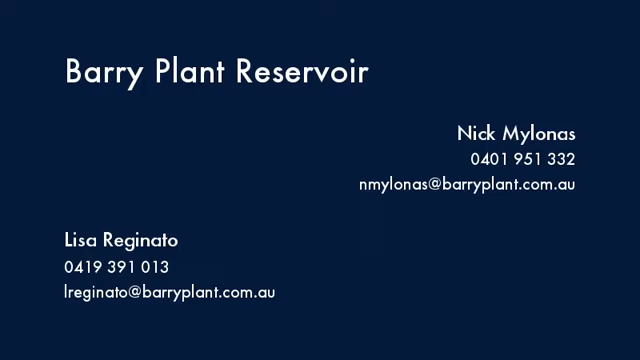 Barry Plant Reservoir
Nick Mylonas
0401 951 332
nmylonas@barryplant.com.au
Lisa Reginato
0419 391 013
lreginato@barryplant.com.au